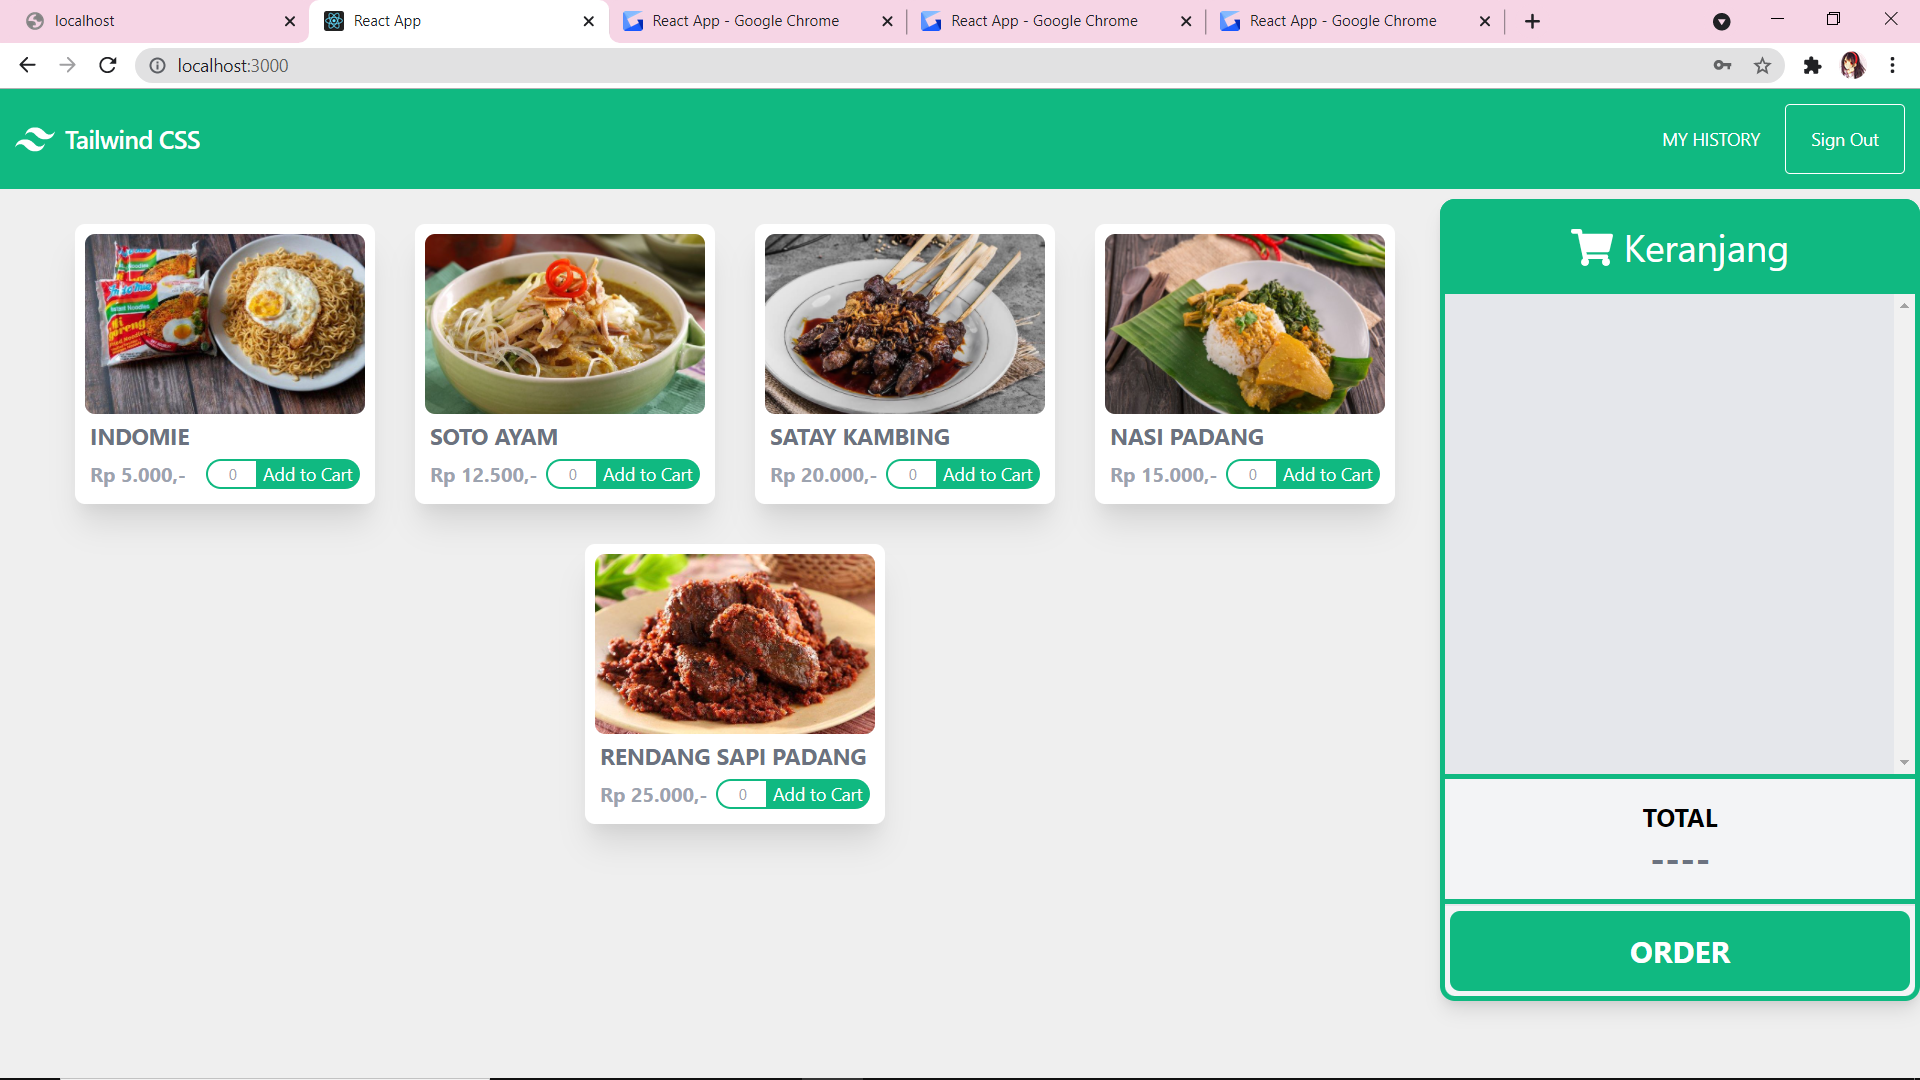 localhost
React App
React App - Google Chrome
React App - Google Chrome
React App - Google Chrome
localhost:3000
Tailwind CSS
MY HISTORY
Sign Out
INDOMIE
Rp 5.000,-
0
Add to Cart
SOTO AYAM
Rp 12.500,-
0
Add to Cart
SATAY KAMBING
Rp 20.000,-
0
Add to Cart
NASI PADANG
Rp 15.000,-
0
Add to Cart
RENDANG SAPI PADANG
Rp 25.000,-
0
Add to Cart
Keranjang
TOTAL
----
ORDER